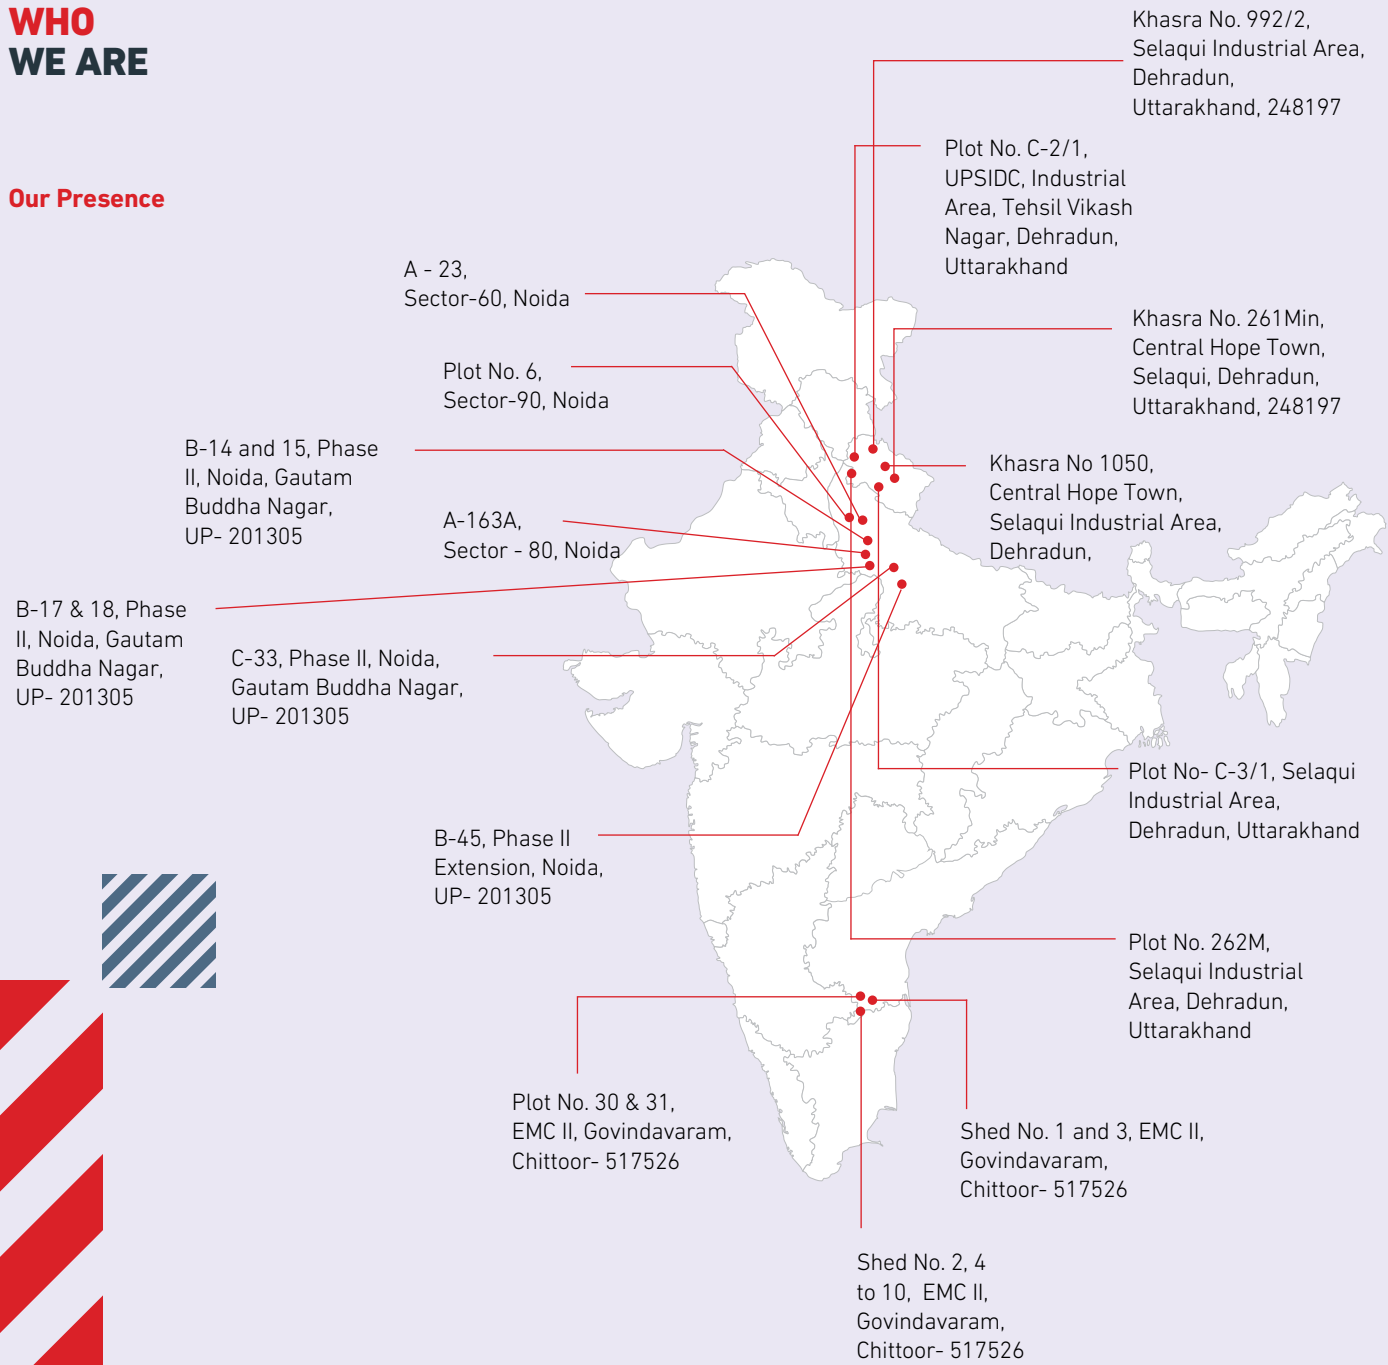 WHO
WE ARE
Our Presence
Khasra No. 992/2,
Selaqui Industrial Area,
Dehradun,
Uttarakhand, 248197
Plot No. C-2/1,
UPSIDC, Industrial
Area, Tehsil Vikash
Nagar, Dehradun,
Uttarakhand
A - 23,
Sector-60, Noida
Khasra No. 261Min,
Central Hope Town,
Selaqui, Dehradun,
Uttarakhand, 248197
Plot No. 6,
Sector-90, Noida
B-14 and 15, Phase
II, Noida, Gautam
Buddha Nagar,
UP- 201305
Khasra No 1050,
Central Hope Town,
Selaqui Industrial Area,
Dehradun,
A-163A,
Sector - 80, Noida
B-17 & 18, Phase
II, Noida, Gautam
Buddha Nagar,
UP- 201305
C-33, Phase II, Noida,
Gautam Buddha Nagar,
UP- 201305
Plot No- C-3/1, Selaqui
Industrial Area,
Dehradun, Uttarakhand
B-45, Phase II
Extension, Noida,
UP- 201305
Plot No. 262M,
Selaqui Industrial
Area, Dehradun,
Uttarakhand
Plot No. 30 & 31,
EMC II, Govindavaram,
Chittoor- 517526
Shed No. 1 and 3, EMC II,
Govindavaram,
Chittoor- 517526
Shed No. 2, 4
to 10, EMC II,
Govindavaram,
Chittoor- 517526